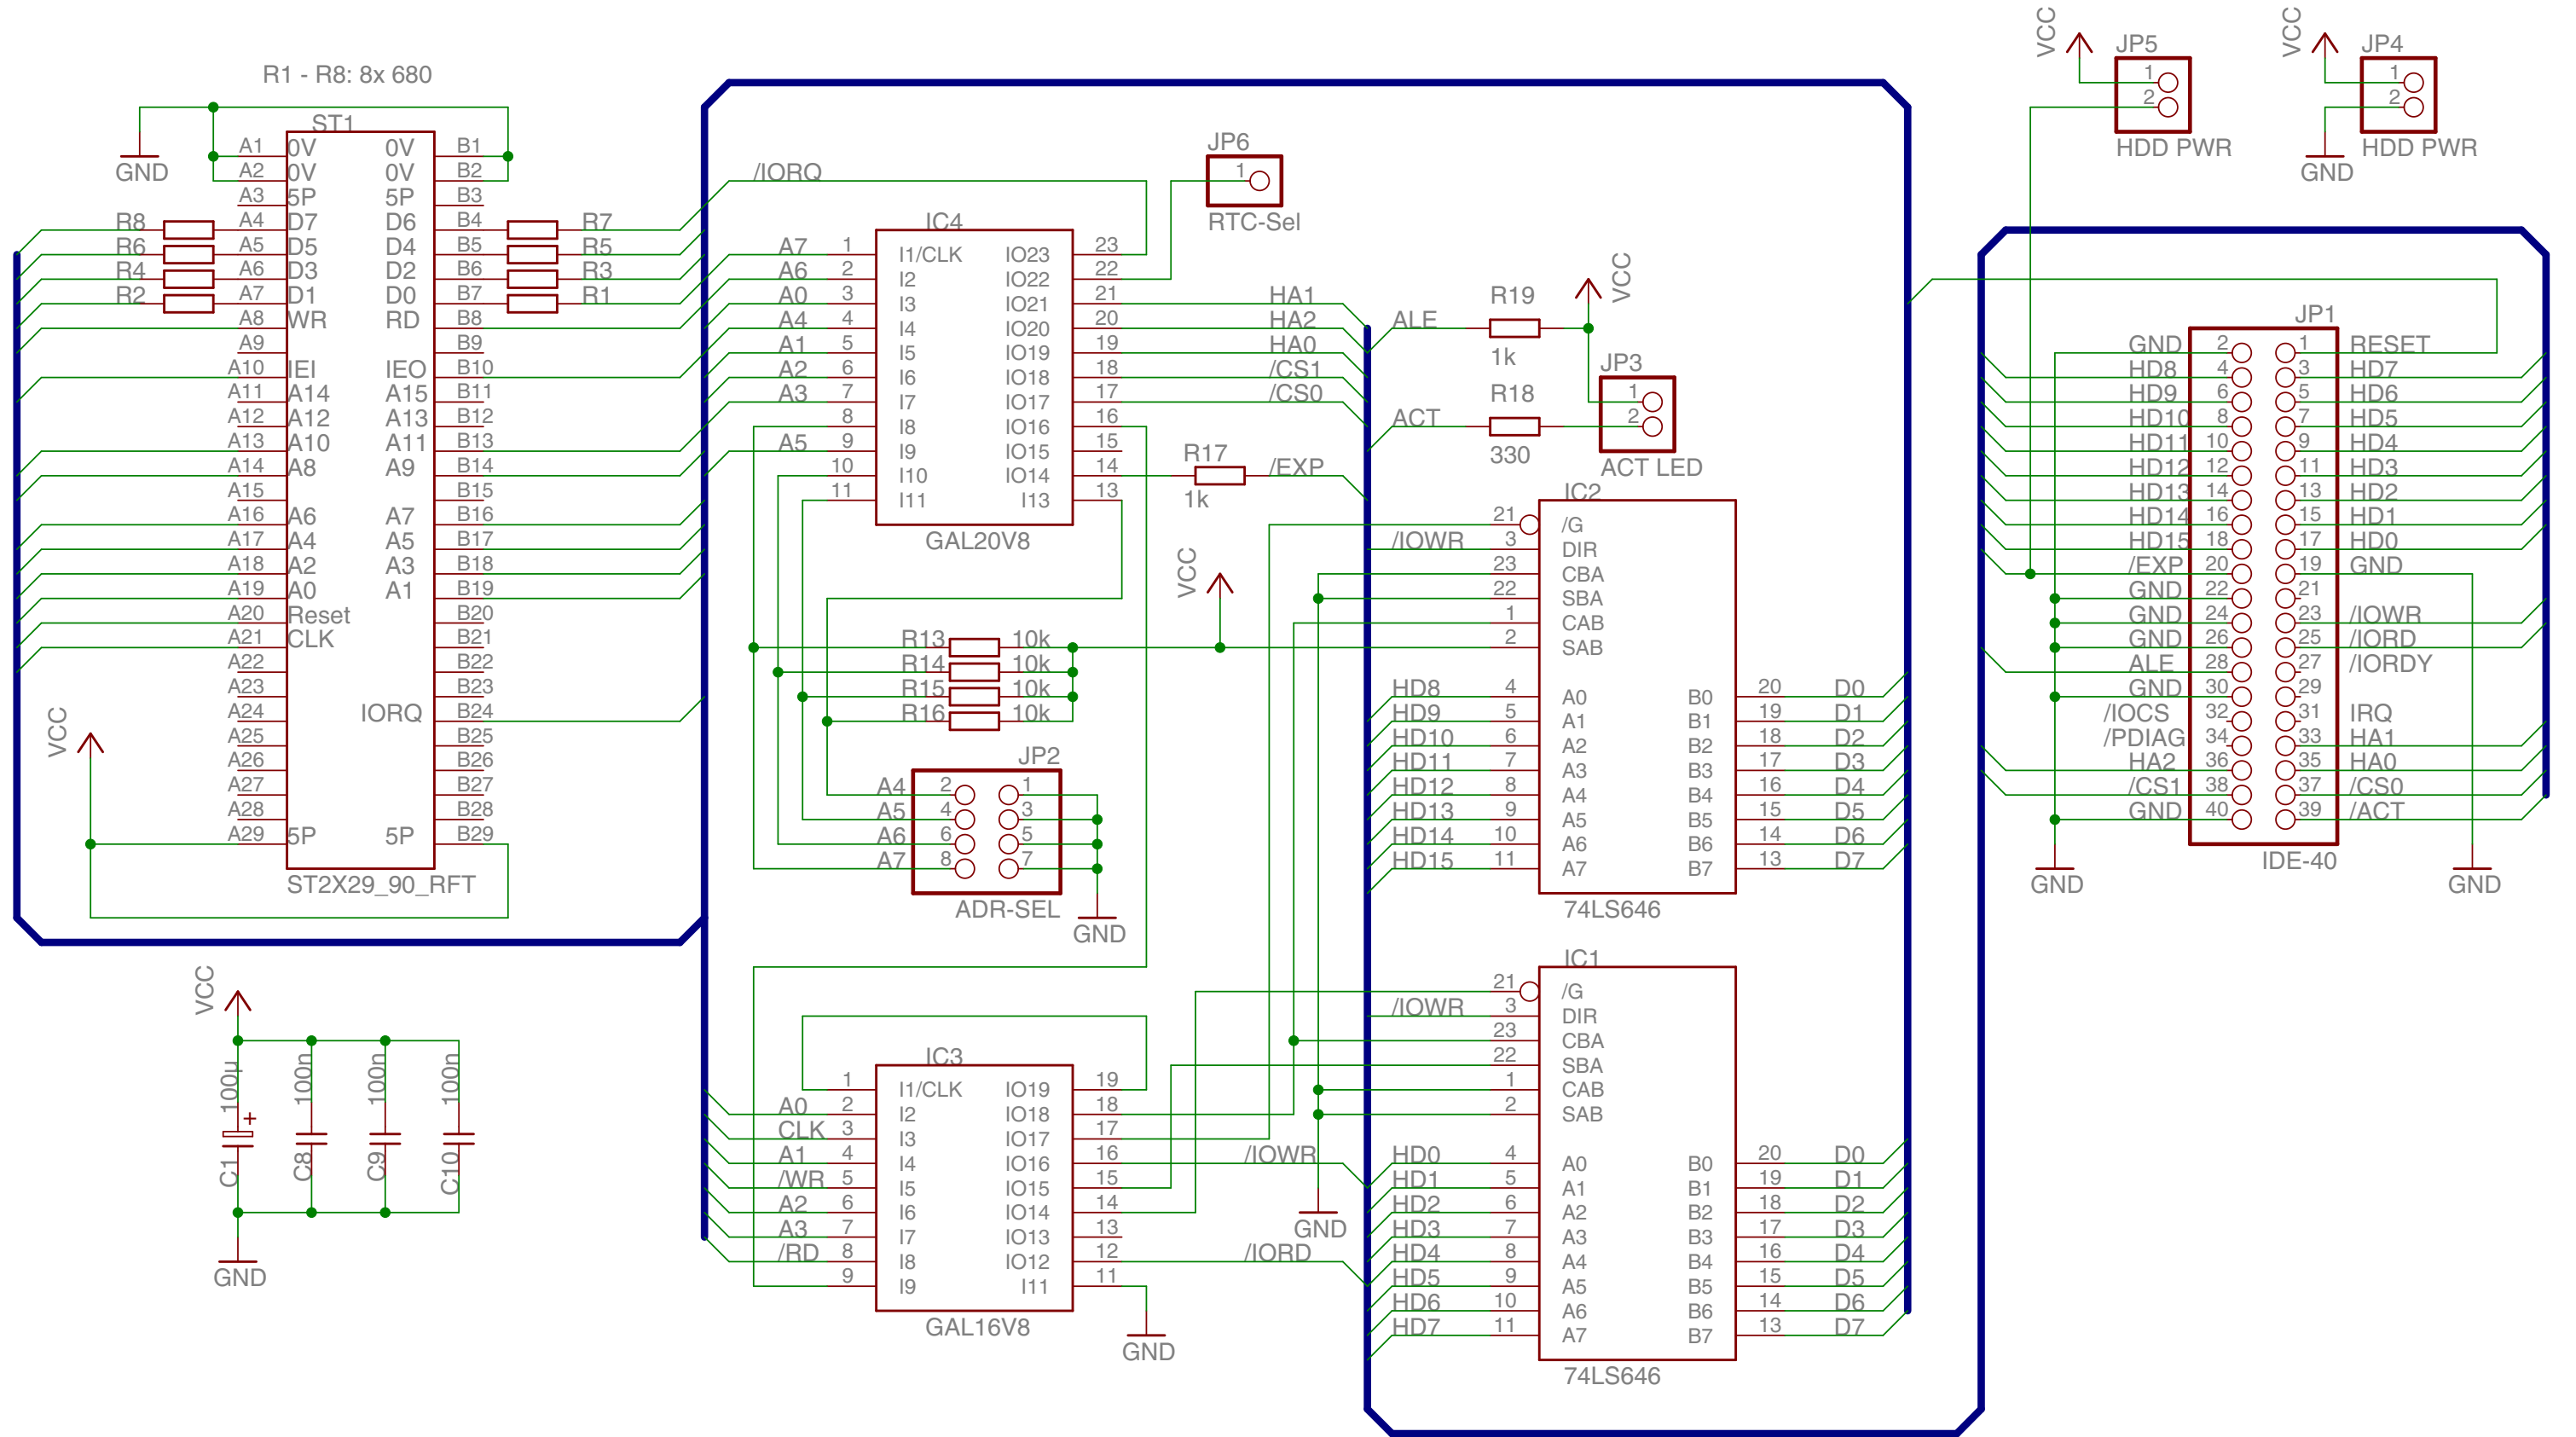 R1 - R8: 8x 680
GND
ST1
A1 0V 0V B1
A2 0V 0V B2
A3 5P 5P B3
R8 A4 D7 D6 B4 R7
R6 A5 D5 D4 B5 R5
R4 A6 D3 D2 B6 R3
R2 A7 D1 D0 B7 R1
A8 WR RD B8
A9 B9
A10 IEI IEO B10
A11 A14 A15 B11
A12 A12 A13 B12
A13 A10 A11 B13
A14 A8 A9 B14
A15 B15
A16 A6 A7 B16
A17 A4 A5 B17
A18 A2 A3 B18
A19 A0 A1 B19
A20 Reset B20
A21 CLK B21
A22 B22
A23 B23
A24 IORQ B24
A25 B25
A26 B26
A27 B27
A28 B28
A29 5P 5P B29
ST2X29_90_RFT
VCC
VCC
C1 100µ +
C8 100n
C9 100n
C10 100n
GND
/IORQ
JP6
1
RTC-Sel
IC4
A7 1 I1/CLK IO23 23
A6 2 I2 IO22 22
A0 3 I3 IO21 21 HA1
A4 4 I4 IO20 20 HA2
A1 5 I5 IO19 19 HA0
A2 6 I6 IO18 18 /CS1
A3 7 I7 IO17 17 /CS0
8 I8 IO16 16
A5 9 I9 IO15 15
10 I10 IO14 14 R17 1k /EXP
11 I11 I13 13
GAL20V8
VCC
R13 10k
R14 10k
R15 10k
R16 10k
JP2
A4 2 1
A5 4 3
A6 6 5
A7 8 7
ADR-SEL
GND
IC3
1 I1/CLK IO19 19
A0 2 I2 IO18 18
CLK 3 I3 IO17 17
A1 4 I4 IO16 16 /IOWR
/WR 5 I5 IO15 15
A2 6 I6 IO14 14
A3 7 I7 IO13 13
/RD 8 I8 IO12 12 /IORD
9 I9 I11 11
GAL16V8
GND
GND
VCC
ALE R19 1k
ACT R18 330
JP3
1
2
ACT LED
IC2
21 /G
/IOWR 3 DIR
23 CBA
22 SBA
1 CAB
2 SAB
HD8 4 A0 B0 20 D0
HD9 5 A1 B1 19 D1
HD10 6 A2 B2 18 D2
HD11 7 A3 B3 17 D3
HD12 8 A4 B4 16 D4
HD13 9 A5 B5 15 D5
HD14 10 A6 B6 14 D6
HD15 11 A7 B7 13 D7
74LS646
IC1
21 /G
/IOWR 3 DIR
23 CBA
22 SBA
1 CAB
2 SAB
HD0 4 A0 B0 20 D0
HD1 5 A1 B1 19 D1
HD2 6 A2 B2 18 D2
HD3 7 A3 B3 17 D3
HD4 8 A4 B4 16 D4
HD5 9 A5 B5 15 D5
HD6 10 A6 B6 14 D6
HD7 11 A7 B7 13 D7
74LS646
VCC
JP5
1
2
HDD PWR
VCC
JP4
1
2
HDD PWR
GND
JP1
GND 2 1 RESET
HD8 4 3 HD7
HD9 6 5 HD6
HD10 8 7 HD5
HD11 10 9 HD4
HD12 12 11 HD3
HD13 14 13 HD2
HD14 16 15 HD1
HD15 18 17 HD0
/EXP 20 19 GND
GND 22 21
GND 24 23 /IOWR
GND 26 25 /IORD
ALE 28 27 /IORDY
GND 30 29
/IOCS 32 31 IRQ
/PDIAG 34 33 HA1
HA2 36 35 HA0
/CS1 38 37 /CS0
GND 40 39 /ACT
IDE-40
GND
GND